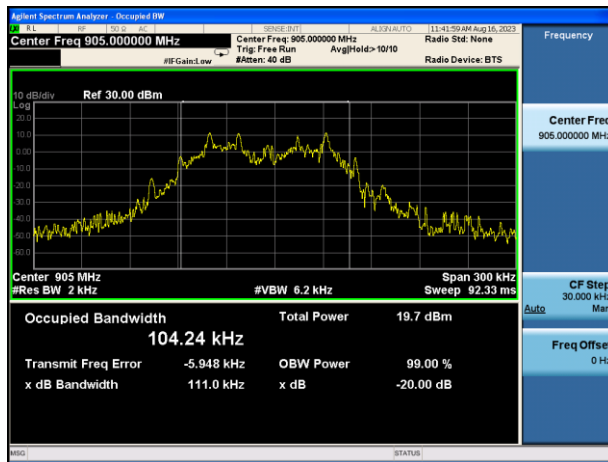 Agilent Spectrum Analyzer - Occupied BW
RL RF 50 Ω AC SENSE:INT ALIGN AUTO 11:41:59 AM Aug 16, 2023
Center Freq 905.000000 MHz Center Freq: 905.000000 MHz Radio Std: None Frequency
Trig: Free Run Avg|Hold:> 10/10
#IFGain:Low #Atten: 40 dB Radio Device: BTS
10 dB/div Ref 30.00 dBm
Log
20.0
10.0
0.00
-10.0
-20.0
-30.0
-40.0
-50.0
-60.0
Center Freq
905.000000 MHz
Center 905 MHz Span 300 kHz
#Res BW 2 kHz #VBW 6.2 kHz Sweep 92.33 ms
CF Step
30.000 kHz
Auto Man
Occupied Bandwidth Total Power 19.7 dBm
104.24 kHz
Transmit Freq Error -5.948 kHz OBW Power 99.00 %
x dB Bandwidth 111.0 kHz x dB -20.00 dB
Freq Offset
0 Hz
MSG STATUS